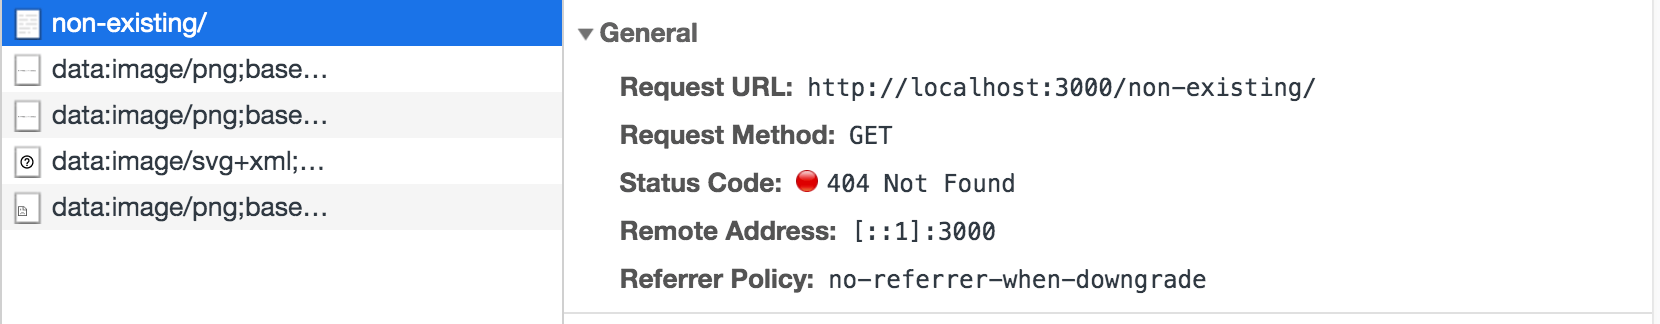 non-existing/
data:image/png;base…
data:image/png;base…
data:image/svg+xml;…
data:image/png;base…
General
Request URL: http://localhost:3000/non-existing/
Request Method: GET
Status Code: 404 Not Found
Remote Address: [::1]:3000
Referrer Policy: no-referrer-when-downgrade